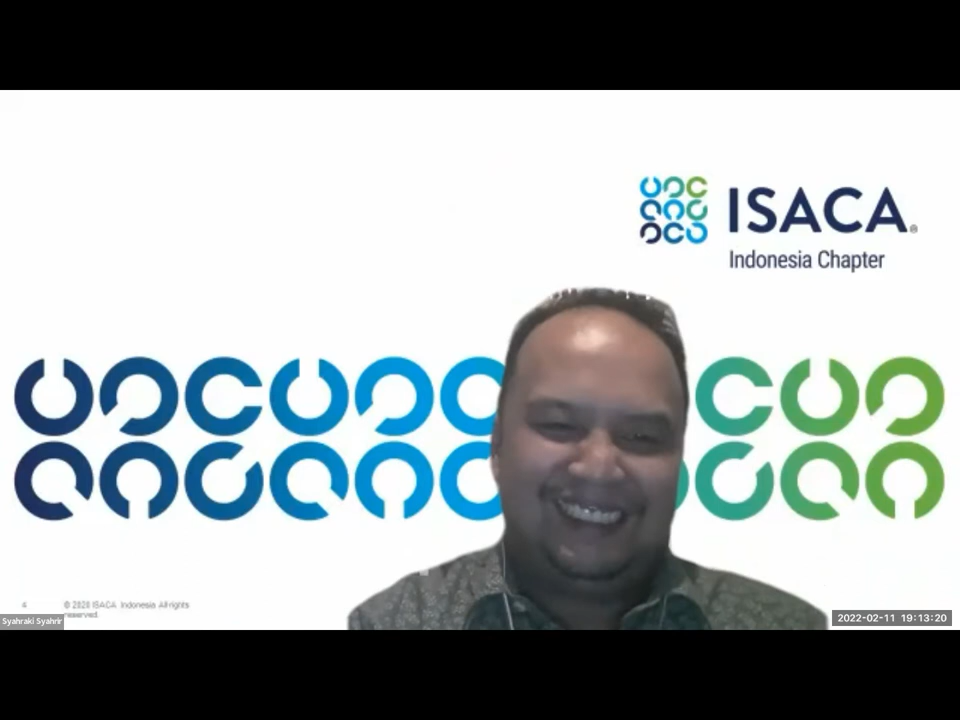 ISACA®
Indonesia Chapter
4
© 2020 ISACA Indonesia All rights
reserved.
Syahraki Syahrir
2022-02-11 19:13:20